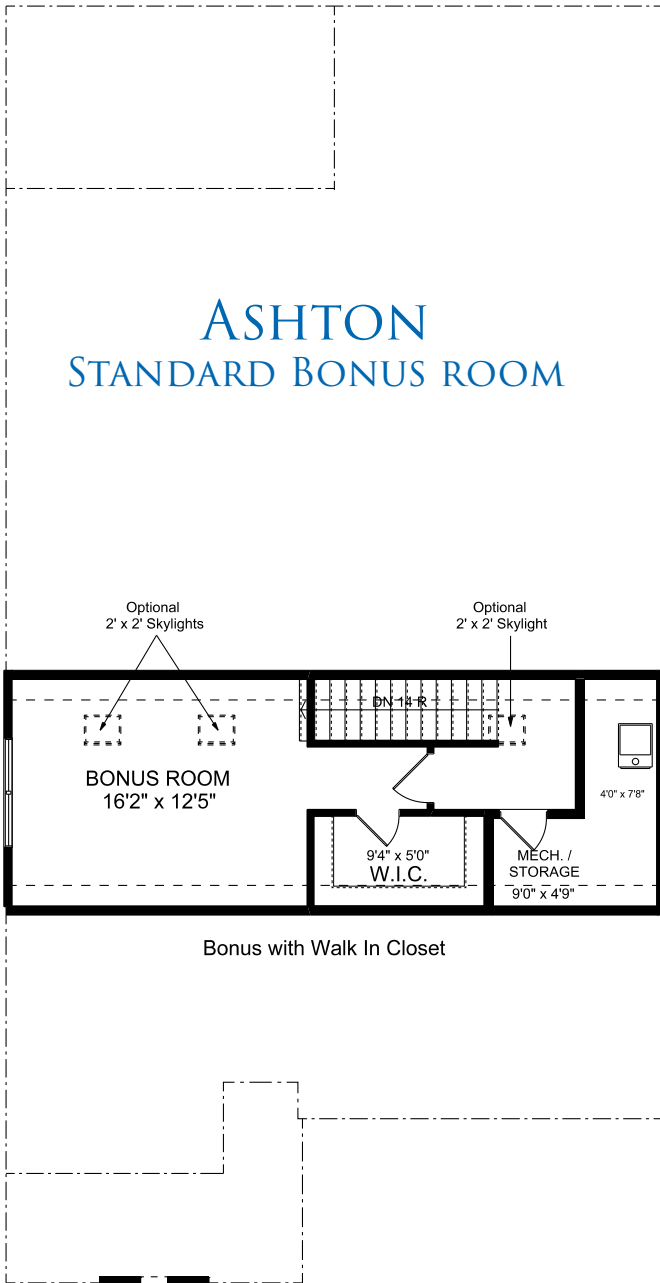 ASHTON
STANDARD BONUS ROOM
Optional
2' x 2' Skylights
Optional
2' x 2' Skylight
DN 14 R
BONUS ROOM
16'2" x 12'5"
4'0" x 7'8"
9'4" x 5'0"
W.I.C.
MECH. /
STORAGE
9'0" x 4'9"
Bonus with Walk In Closet